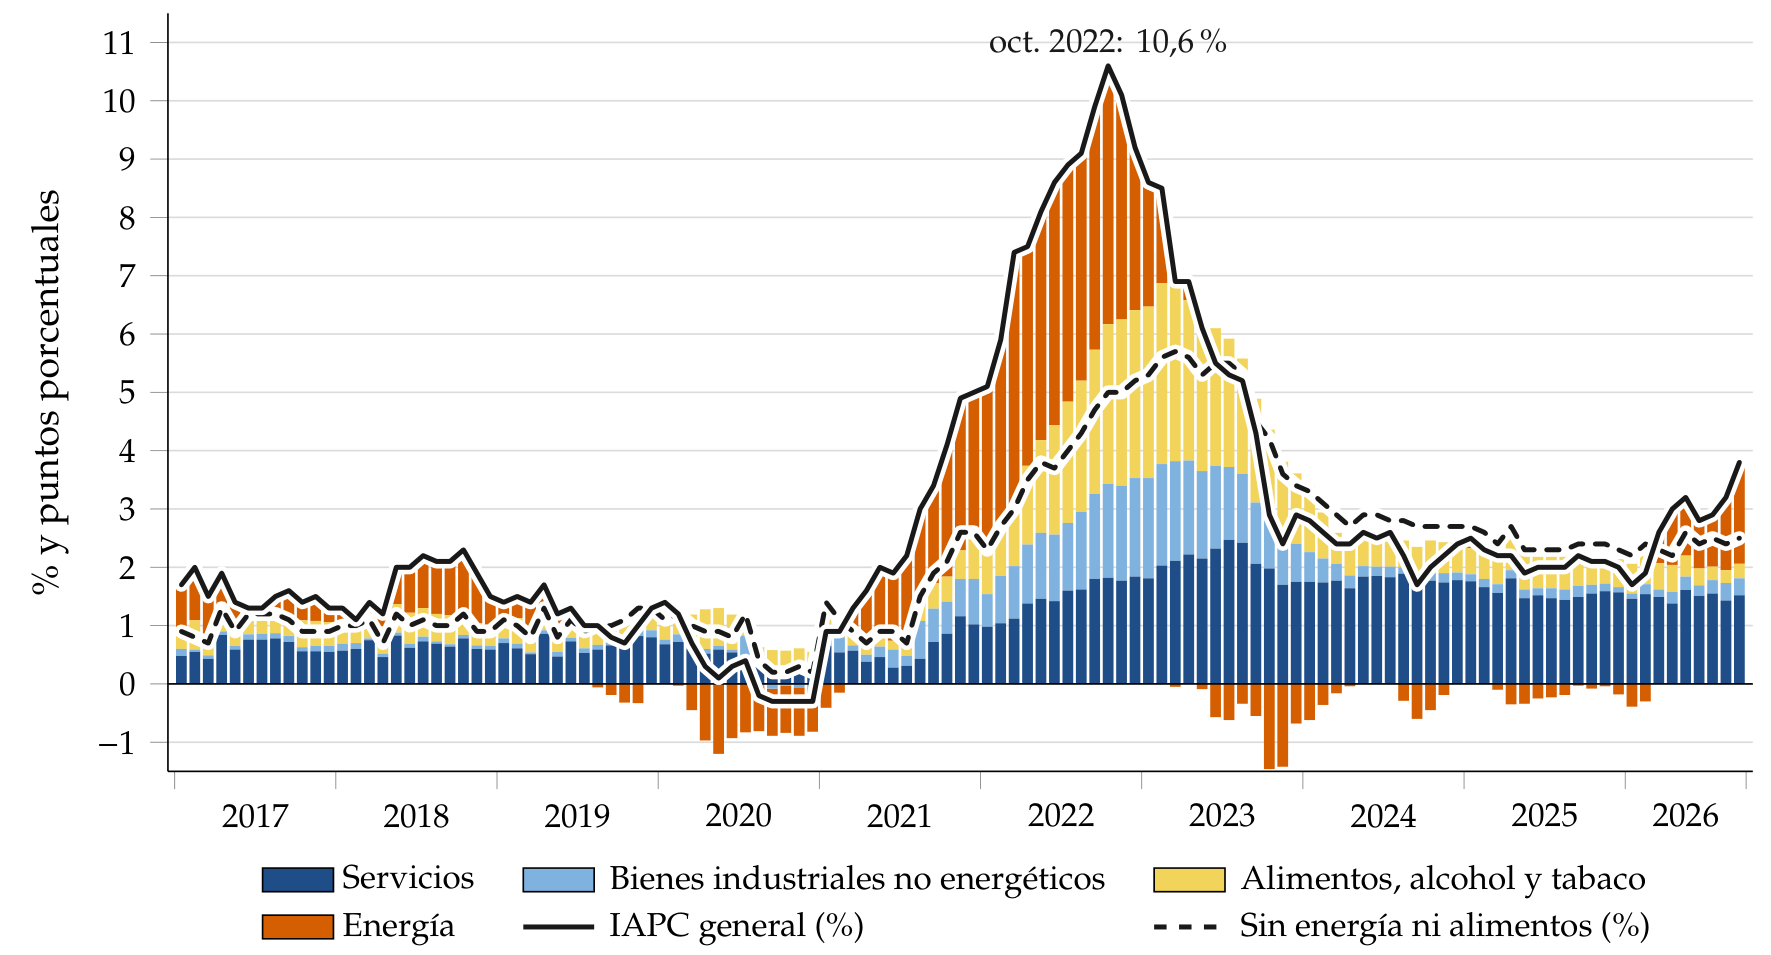 oct. 2022: 10,6 %
% y puntos porcentuales
11
10
9
8
7
6
5
4
3
2
1
0
−1
2017 2018 2019 2020 2021 2022 2023 2024 2025 2026
Servicios Bienes industriales no energéticos Alimentos, alcohol y tabaco
Energía IAPC general (%) Sin energía ni alimentos (%)